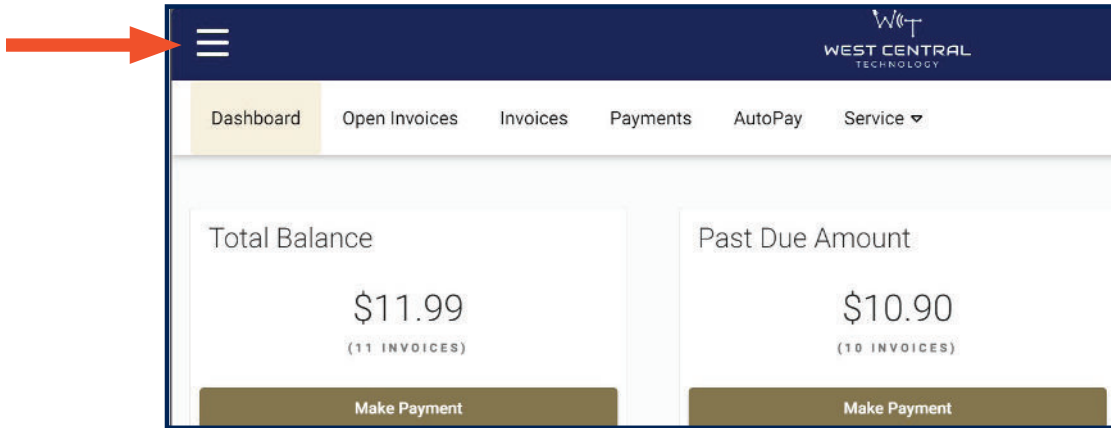 WCT
WEST CENTRAL
TECHNOLOGY
Dashboard Open Invoices Invoices Payments AutoPay Service
Total Balance Past Due Amount
$11.99 $10.90
(11 INVOICES) (10 INVOICES)
Make Payment Make Payment